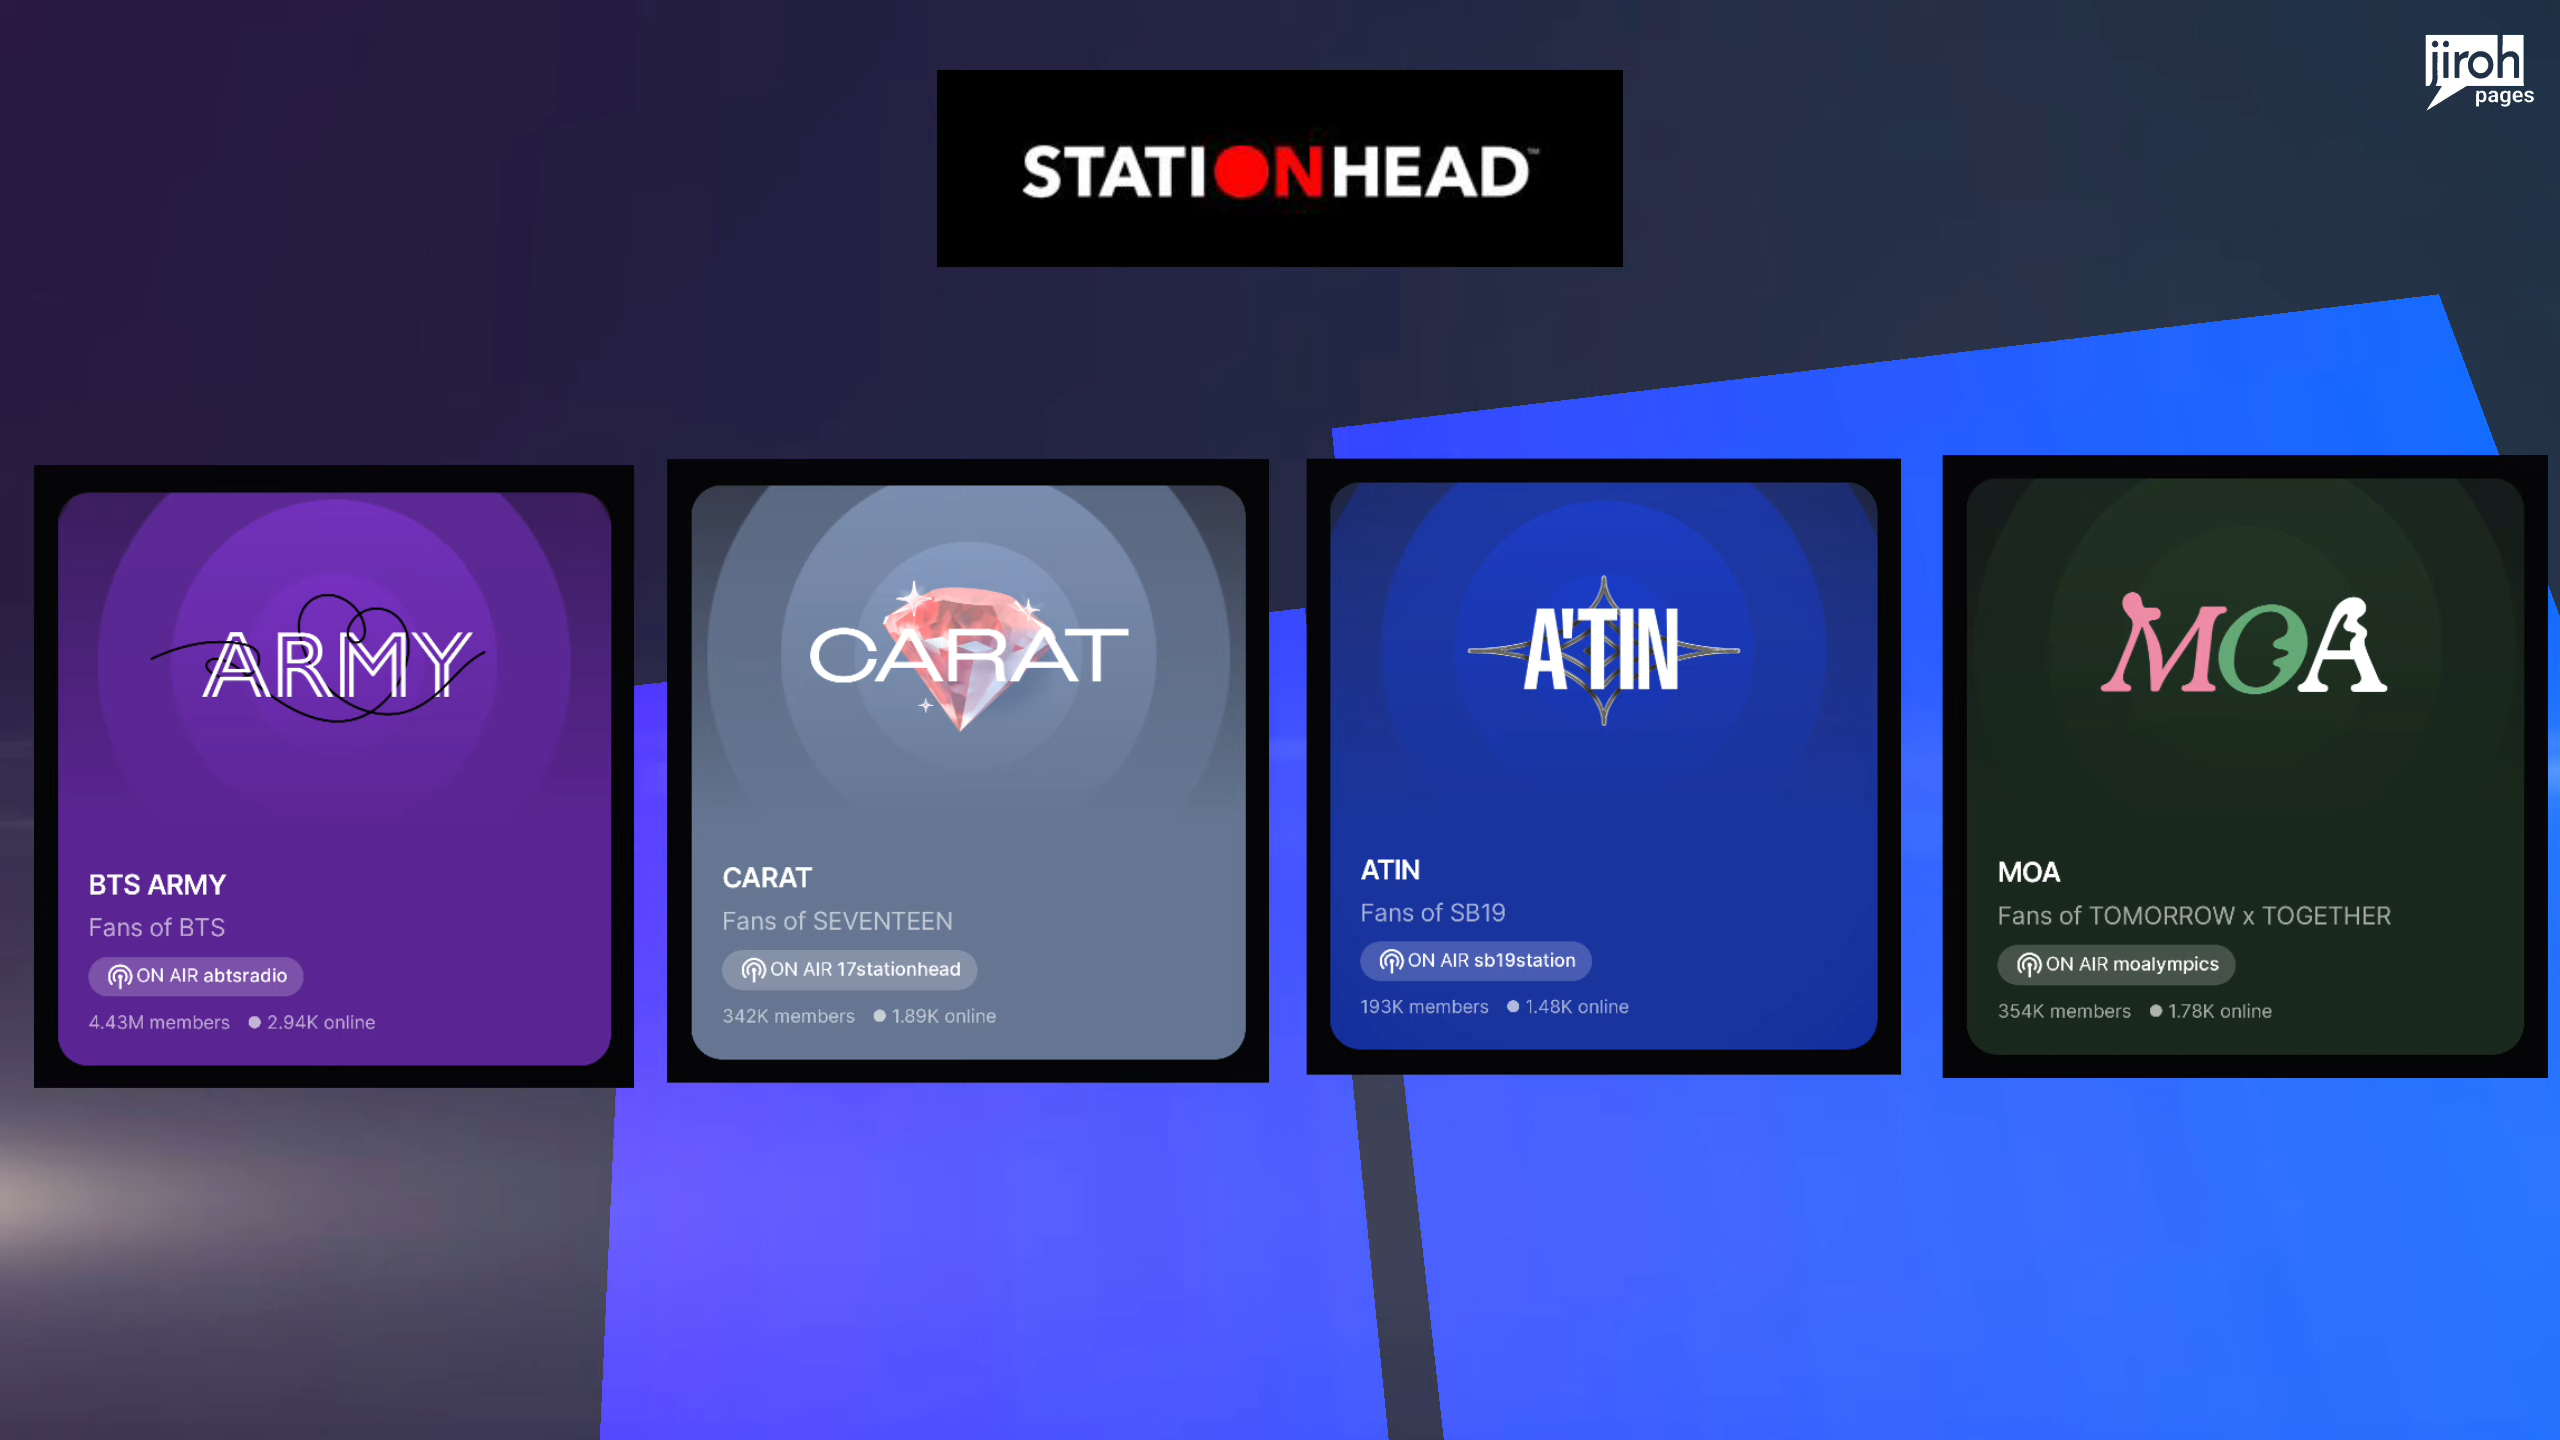 jiroh
pages
STATIONHEAD™
ARMY
BTS ARMY
Fans of BTS
ON AIR abtsradio
4.43M members ● 2.94K online
CARAT
CARAT
Fans of SEVENTEEN
ON AIR 17stationhead
342K members ● 1.89K online
A'TIN
ATIN
Fans of SB19
ON AIR sb19station
193K members ● 1.48K online
MOA
MOA
Fans of TOMORROW x TOGETHER
ON AIR moalympics
354K members ● 1.78K online